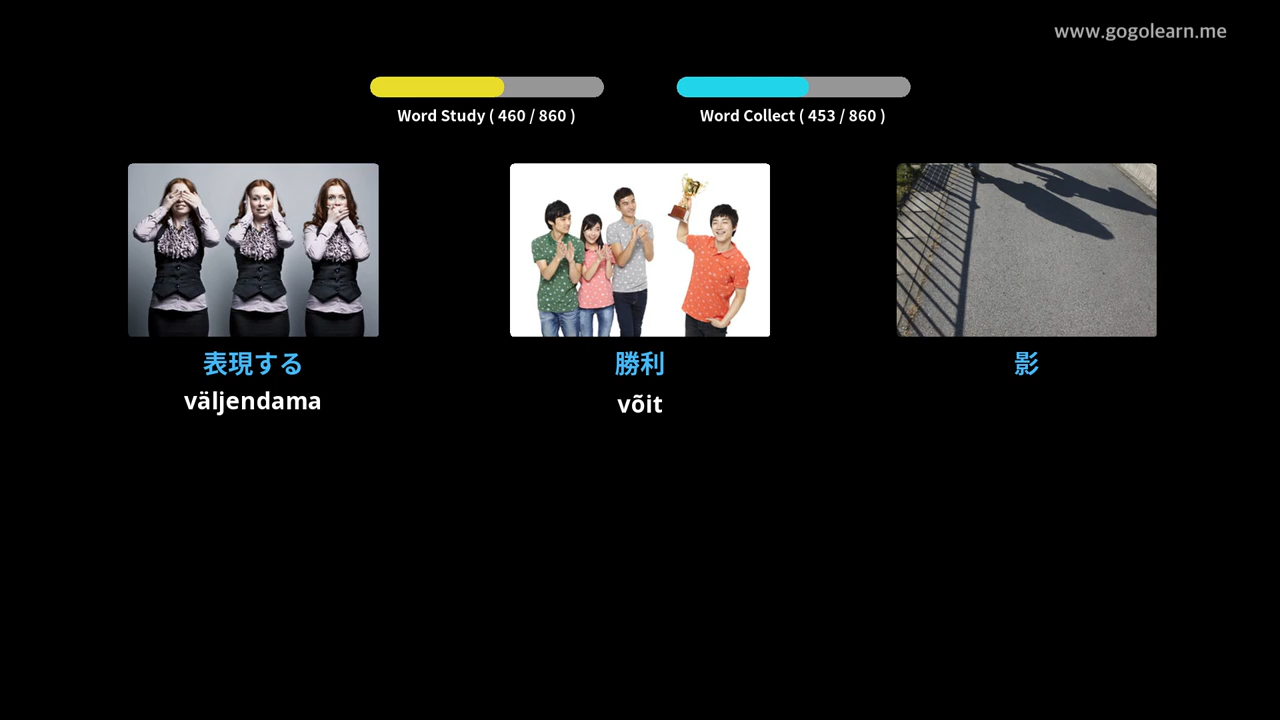 www.gogolearn.me
Word Study ( 460 / 860 )
Word Collect ( 453 / 860 )
表現する
väljendama
勝利
võit
影